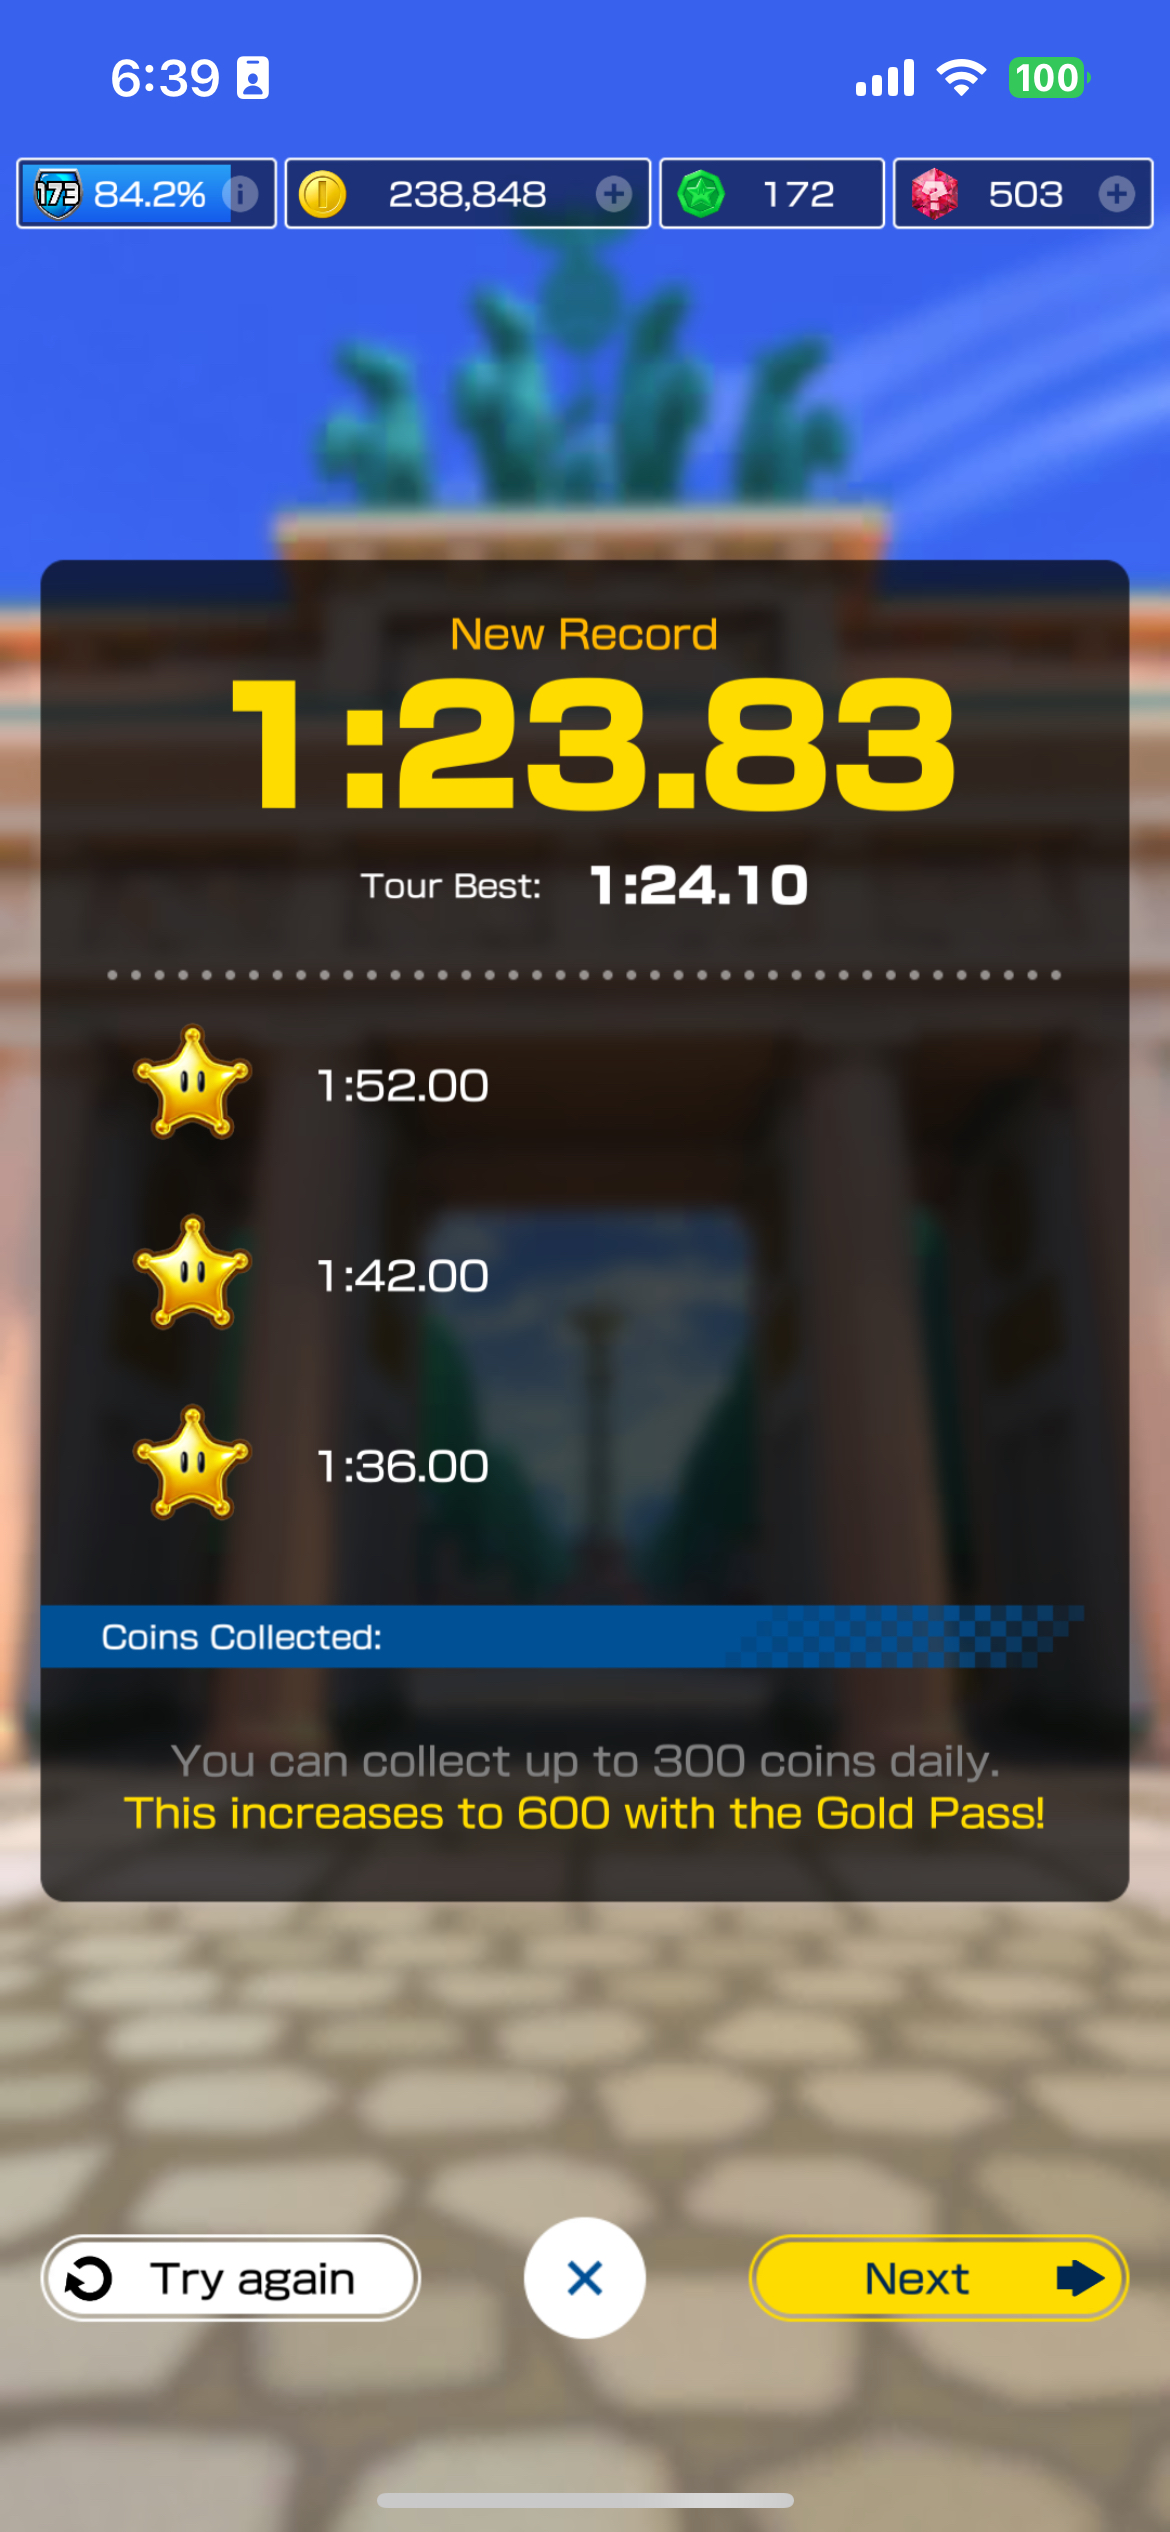 6:39
100
173 84.2% i
238,848 +
172
503 +
New Record
1:23.83
Tour Best: 1:24.10
1:52.00
1:42.00
1:36.00
Coins Collected:
You can collect up to 300 coins daily.
This increases to 600 with the Gold Pass!
Try again
Next